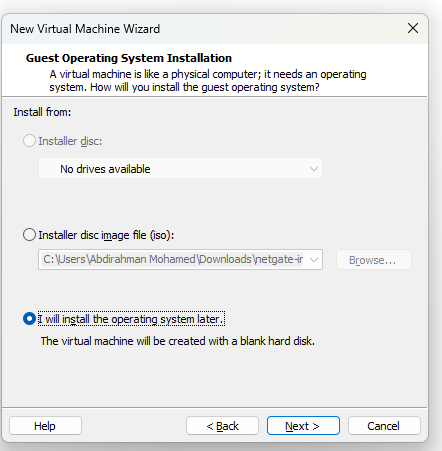 New Virtual Machine Wizard
Guest Operating System Installation
A virtual machine is like a physical computer; it needs an operating
system. How will you install the guest operating system?
Install from:
Installer disc:
No drives available
Installer disc image file (iso):
C:\Users\Abdirahman Mohamed\Downloads\netgate-ir
Browse...
I will install the operating system later.
The virtual machine will be created with a blank hard disk.
Help
< Back
Next >
Cancel